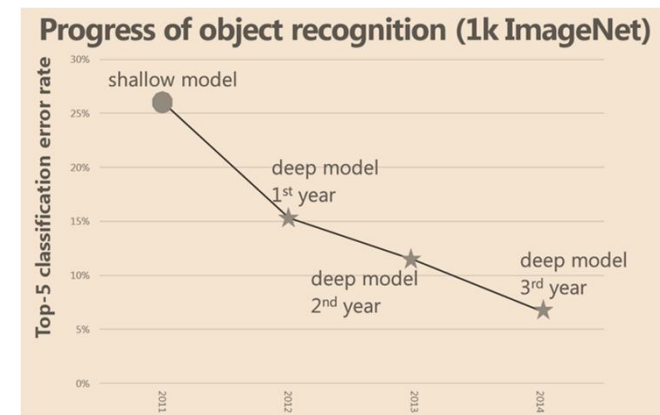 Progress of object recognition (1k ImageNet)
Top-5 classification error rate
30%
shallow model
25%
20%
deep model
1st year
15%
deep model
3rd year
10%
deep model
2nd year
5%
0%
2011
2012
2013
2014